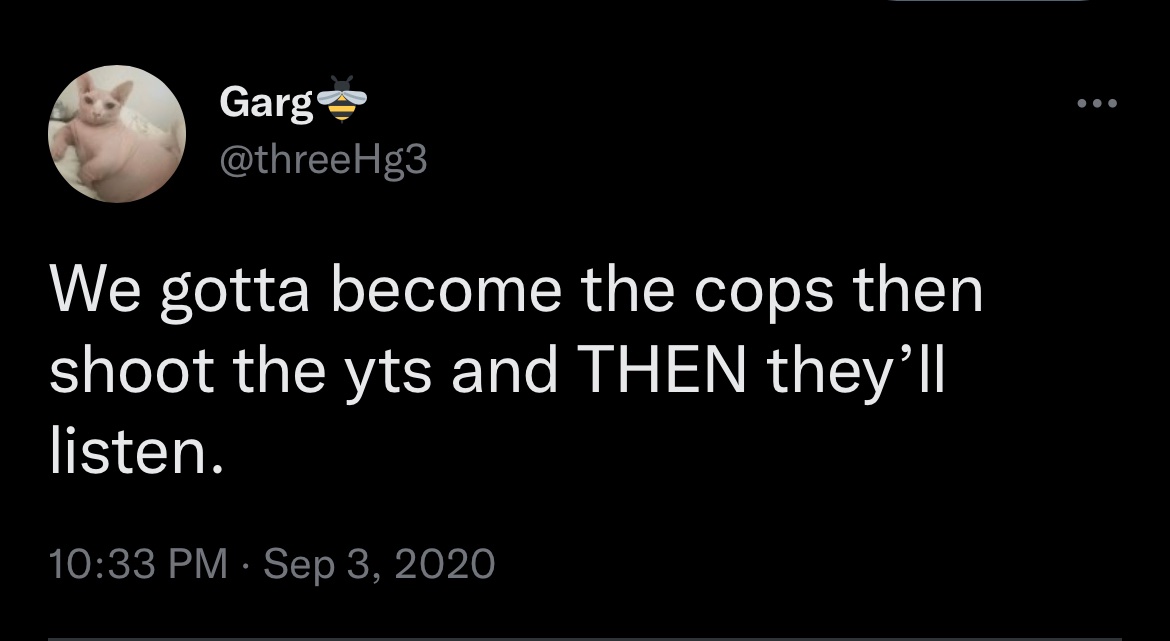 Garg🐝
@threeHg3
We gotta become the cops then
shoot the yts and THEN they’ll
listen.
10:33 PM · Sep 3, 2020